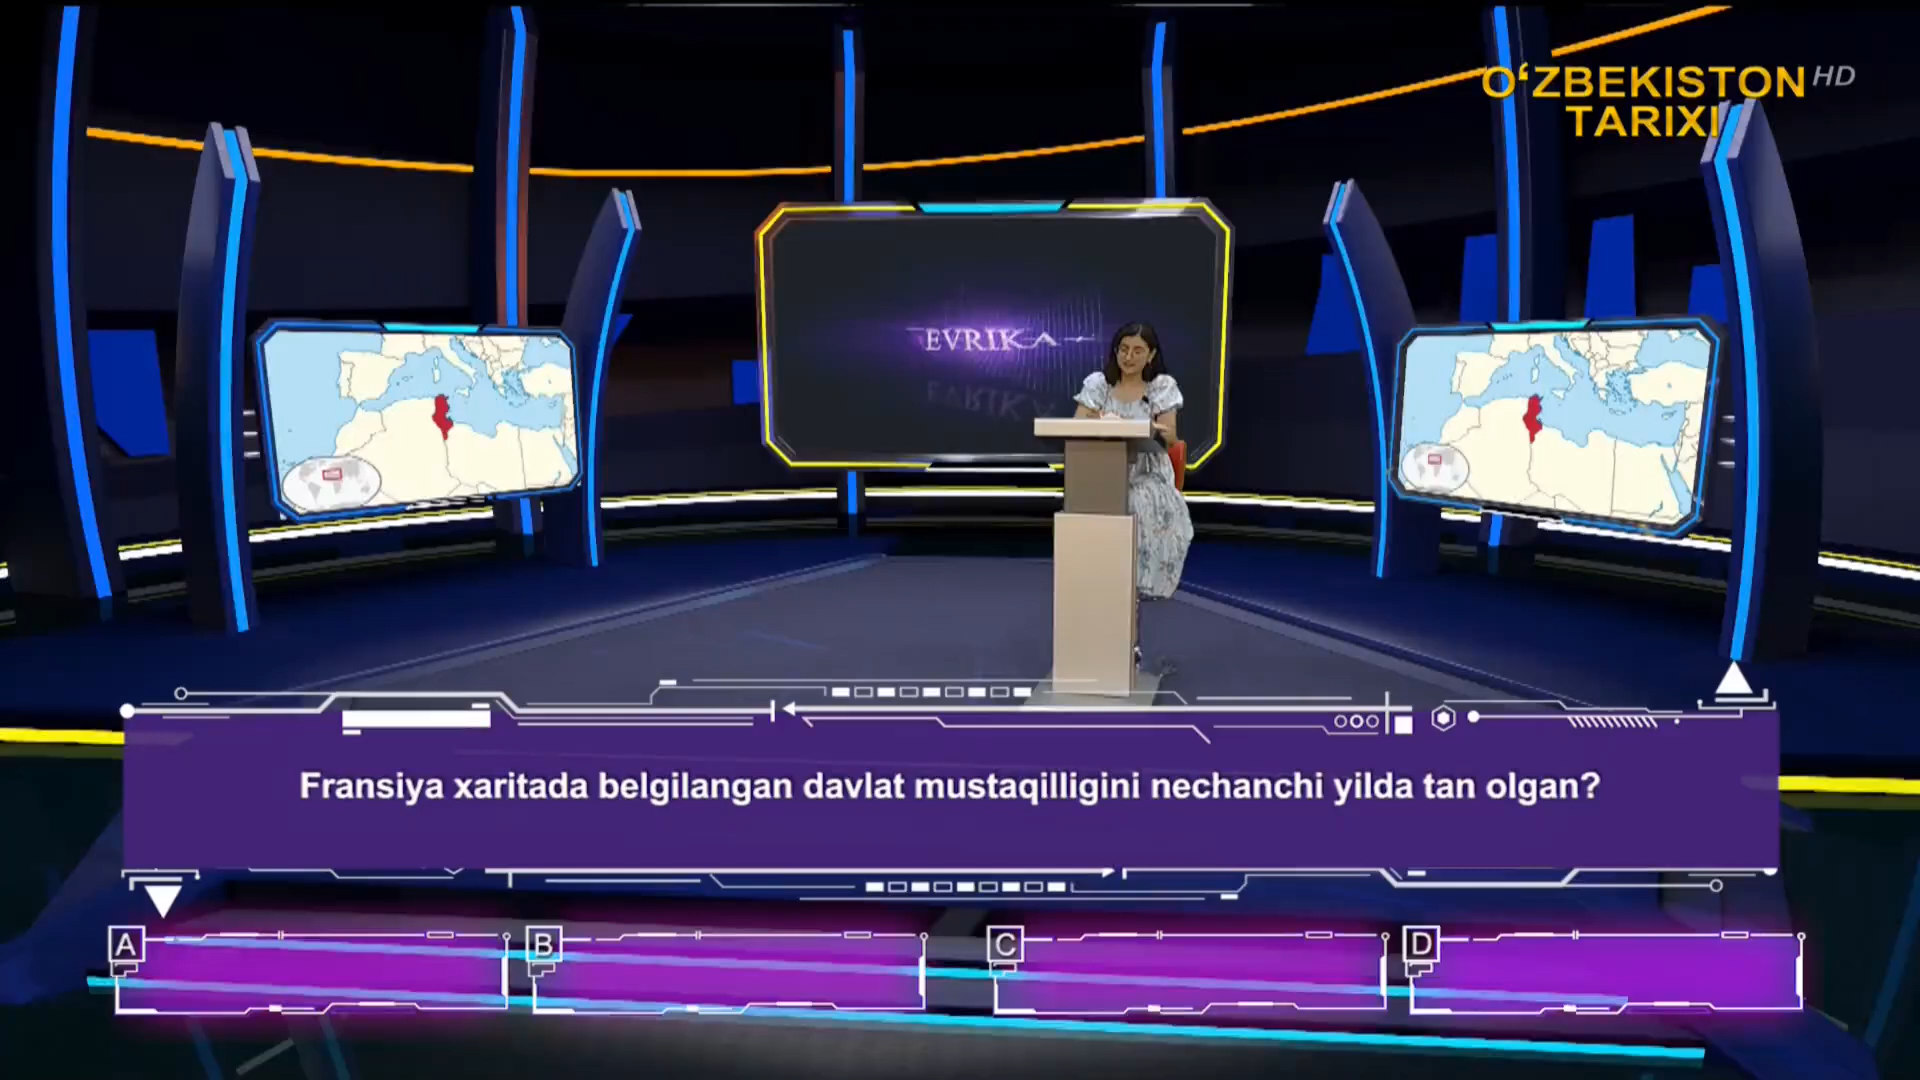 O‘ZBEKISTON HD
TARIXI
EVRIKA
Fransiya xaritada belgilangan davlat mustaqilligini nechanchi yilda tan olgan?
A
B
C
D